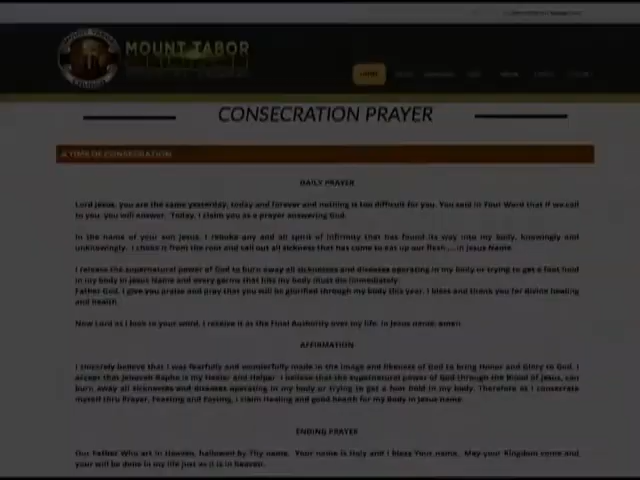 MOUNT TABOR
CONSECRATION PRAYER
A TIME OF CONSECRATION
DAILY PRAYER
Lord Jesus, you are the same yesterday, today and forever and nothing is too difficult for you. You said in Your Word that if we call
to you, you will answer. Today, I claim you as a prayer answering God.
In the name of your son Jesus, I rebuke any and all spirit of infirmity that has found its way into my body, knowingly and
unknowingly. I choke it from the root and tell out all sickness that has come to eat up our flesh ... in Jesus name
I release the supernatural power of God to burn away all sicknesses and diseases operating in my body or trying to get a foot hold
in my body in Jesus Name and every germs that hits my body must die immediately.
Father God, I give you praise and pray that you will be glorified through my body this year. I bless and thank you for divine healing
and health
Now Lord as I look to your word, I receive it as the Final Authority over my life. In Jesus name, amen
AFFIRMATION
I sincerely believe that I was fearfully and wonderfully made in the image and likeness of God to bring Honor and Glory to God. I
accept that Jehovah Rapha is my Healer and Helper. I believe that the supernatural power of God through the Blood of Jesus, can
burn away all sicknesses and diseases operating in my body or trying to get a foot hold in my body. Therefore as I consecrate
myself thru Prayer, Feasting and Fasting, I claim Healing and good health for my Body in Jesus name
ENDING PRAYER
Our Father Who art in Heaven, hallowed by Thy name. Your name is Holy and I bless Your name. May your Kingdom come and
your will be done in my life just as it is in heaven.